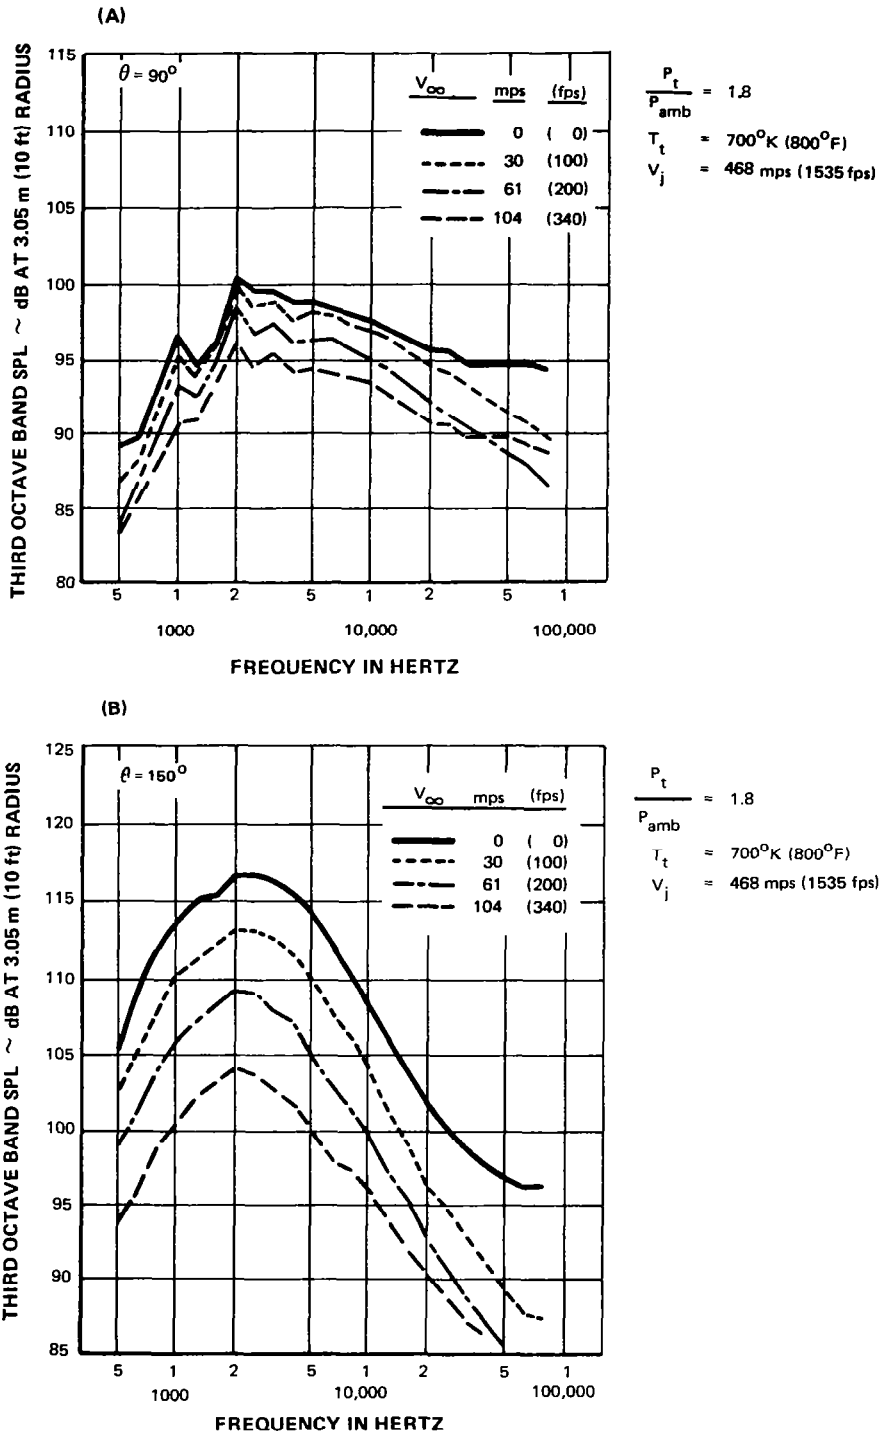 (A)
THIRD OCTAVE BAND SPL ~ dB AT 3.05 m (10 ft) RADIUS
115
110
105
100
95
90
85
80
θ = 90°
V∞ mps (fps)
0 ( 0)
30 (100)
61 (200)
104 (340)
Pt / Pamb = 1.8
Tt = 700°K (800°F)
Vj = 468 mps (1535 fps)
5 1 2 5 1 2 5 1
1000 10,000 100,000
FREQUENCY IN HERTZ
(B)
THIRD OCTAVE BAND SPL ~ dB AT 3.05 m (10 ft) RADIUS
125
120
115
110
105
100
95
90
85
θ = 150°
V∞ mps (fps)
0 ( 0)
30 (100)
61 (200)
104 (340)
Pt / Pamb = 1.8
Tt = 700°K (800°F)
Vj = 468 mps (1535 fps)
5 1 2 5 1 2 5 1
1000 10,000 100,000
FREQUENCY IN HERTZ